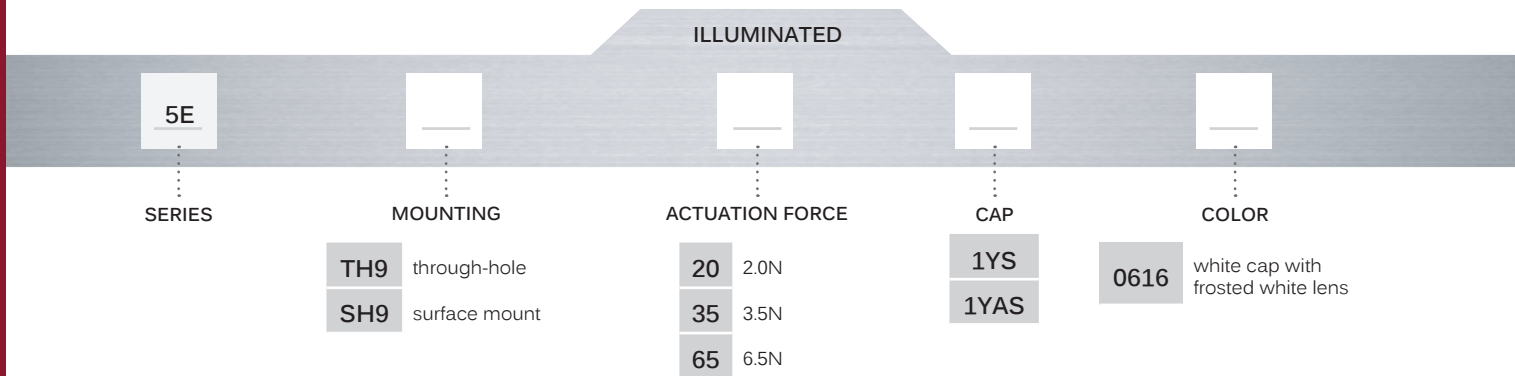 ILLUMINATED
5E
SERIES
MOUNTING
ACTUATION FORCE
CAP
COLOR
TH9 through-hole
SH9 surface mount
20 2.0N
35 3.5N
65 6.5N
1YS
1YAS
0616 white cap with
frosted white lens